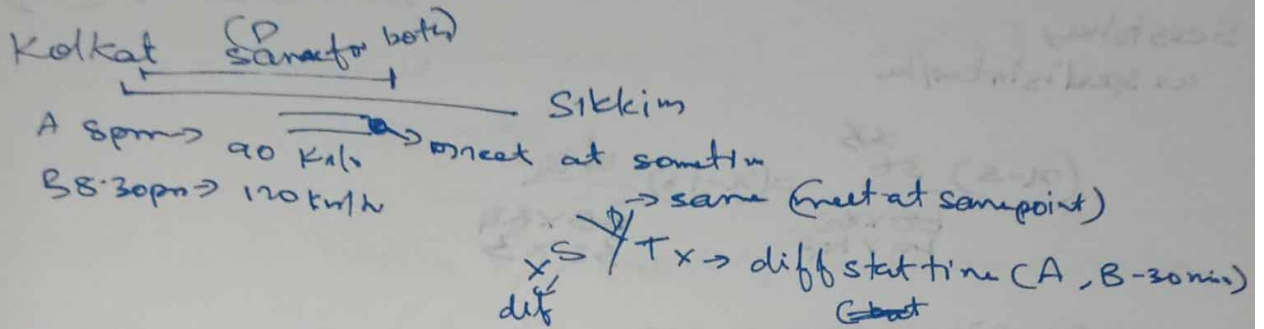 Kolkat (D same for both)
Sikkim
A 8pm → 90 Km/h → meet at sometim
B 8.30pm → 120 km/h
→ same (meet at same point)
x S D/T x → diff stat time (A, B-30 min)
dif